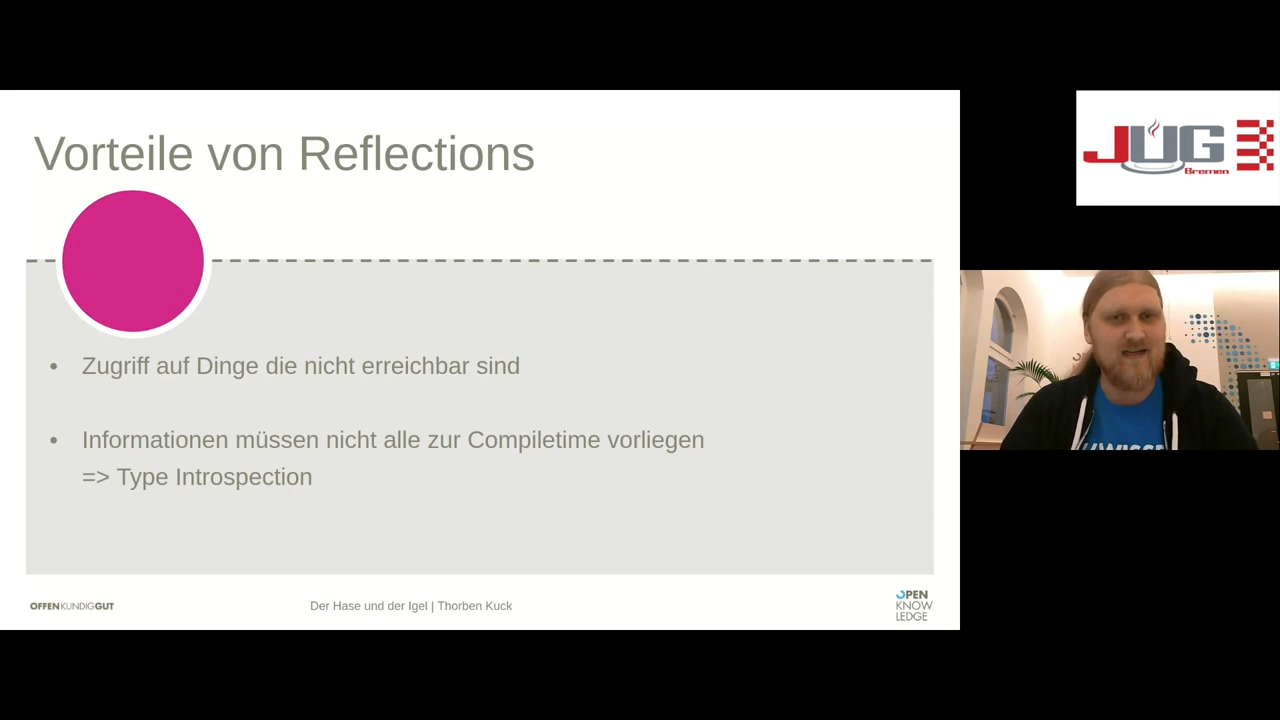 Vorteile von Reflections
• Zugriff auf Dinge die nicht erreichbar sind
• Informationen müssen nicht alle zur Compiletime vorliegen
=> Type Introspection
OFFENKUNDIGGUT
Der Hase und der Igel | Thorben Kuck
OPEN
KNOW
LEDGE
JUG
Bremen